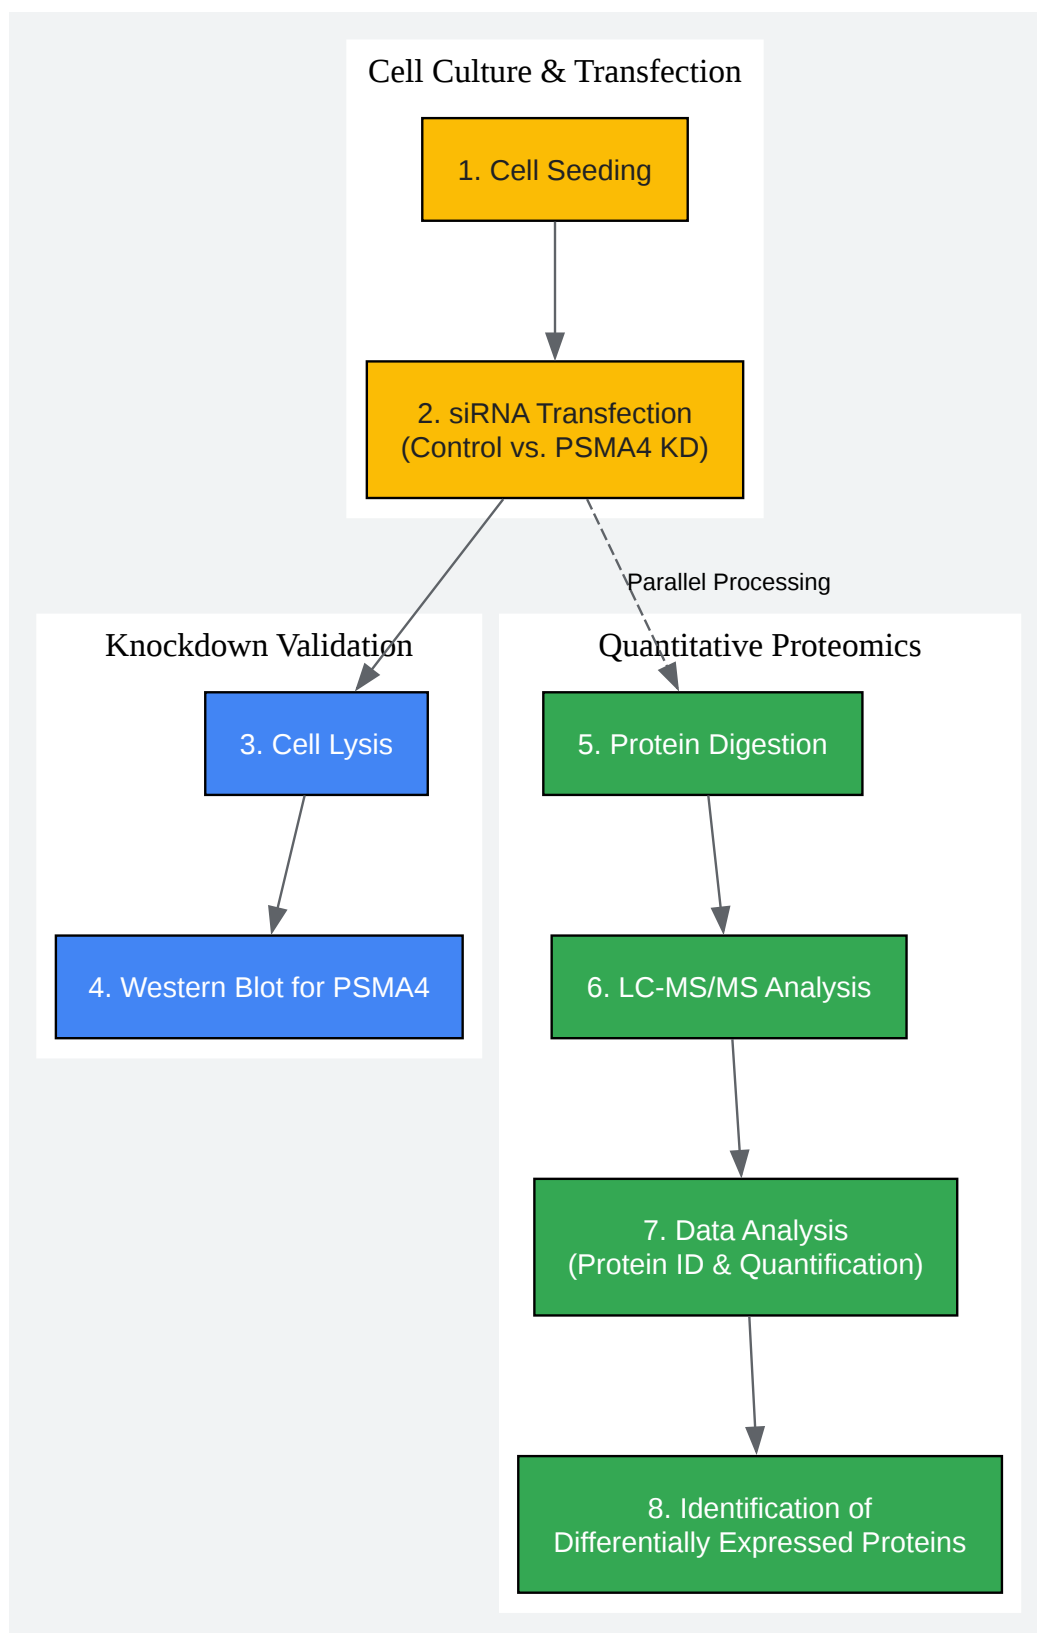 Cell Culture & Transfection
1. Cell Seeding
2. siRNA Transfection
(Control vs. PSMA4 KD)
Parallel Processing
Knockdown Validation
3. Cell Lysis
4. Western Blot for PSMA4
Quantitative Proteomics
5. Protein Digestion
6. LC-MS/MS Analysis
7. Data Analysis
(Protein ID & Quantification)
8. Identification of
Differentially Expressed Proteins